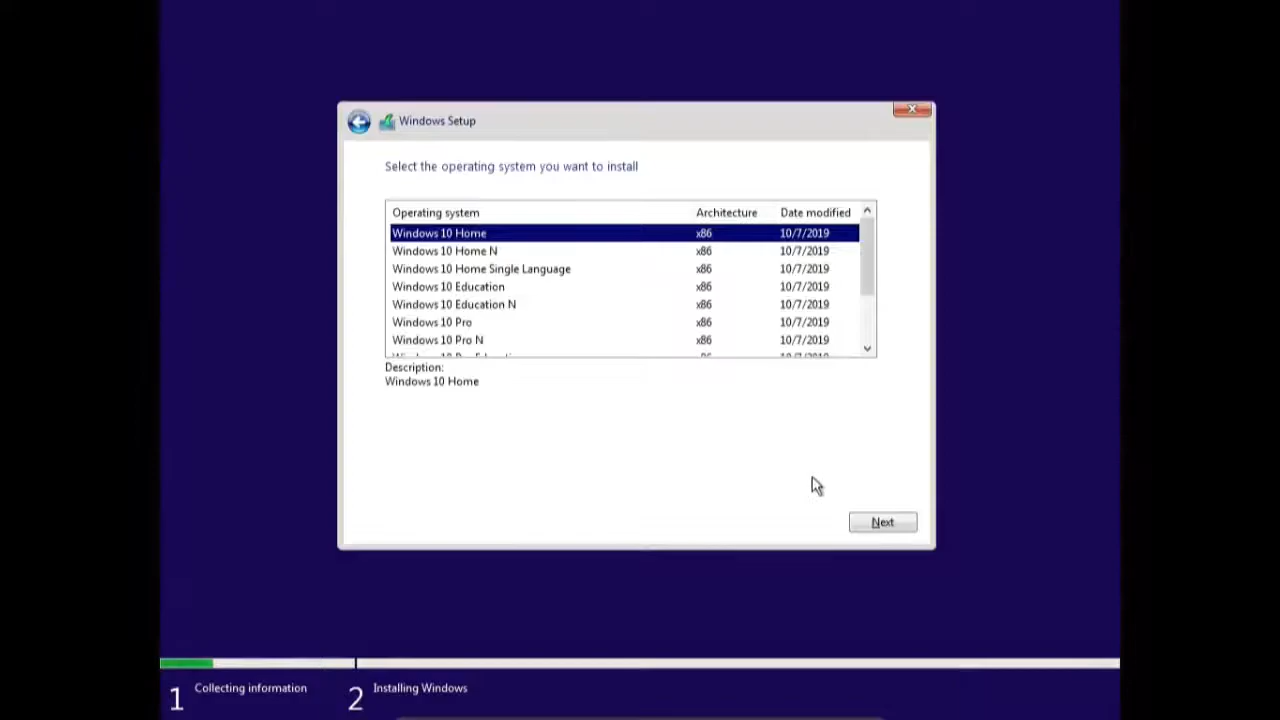 Windows Setup
Select the operating system you want to install
Operating system Architecture Date modified
Windows 10 Home x86 10/7/2019
Windows 10 Home N x86 10/7/2019
Windows 10 Home Single Language x86 10/7/2019
Windows 10 Education x86 10/7/2019
Windows 10 Education N x86 10/7/2019
Windows 10 Pro x86 10/7/2019
Windows 10 Pro N x86 10/7/2019
Description:
Windows 10 Home
Next
1 Collecting information 2 Installing Windows